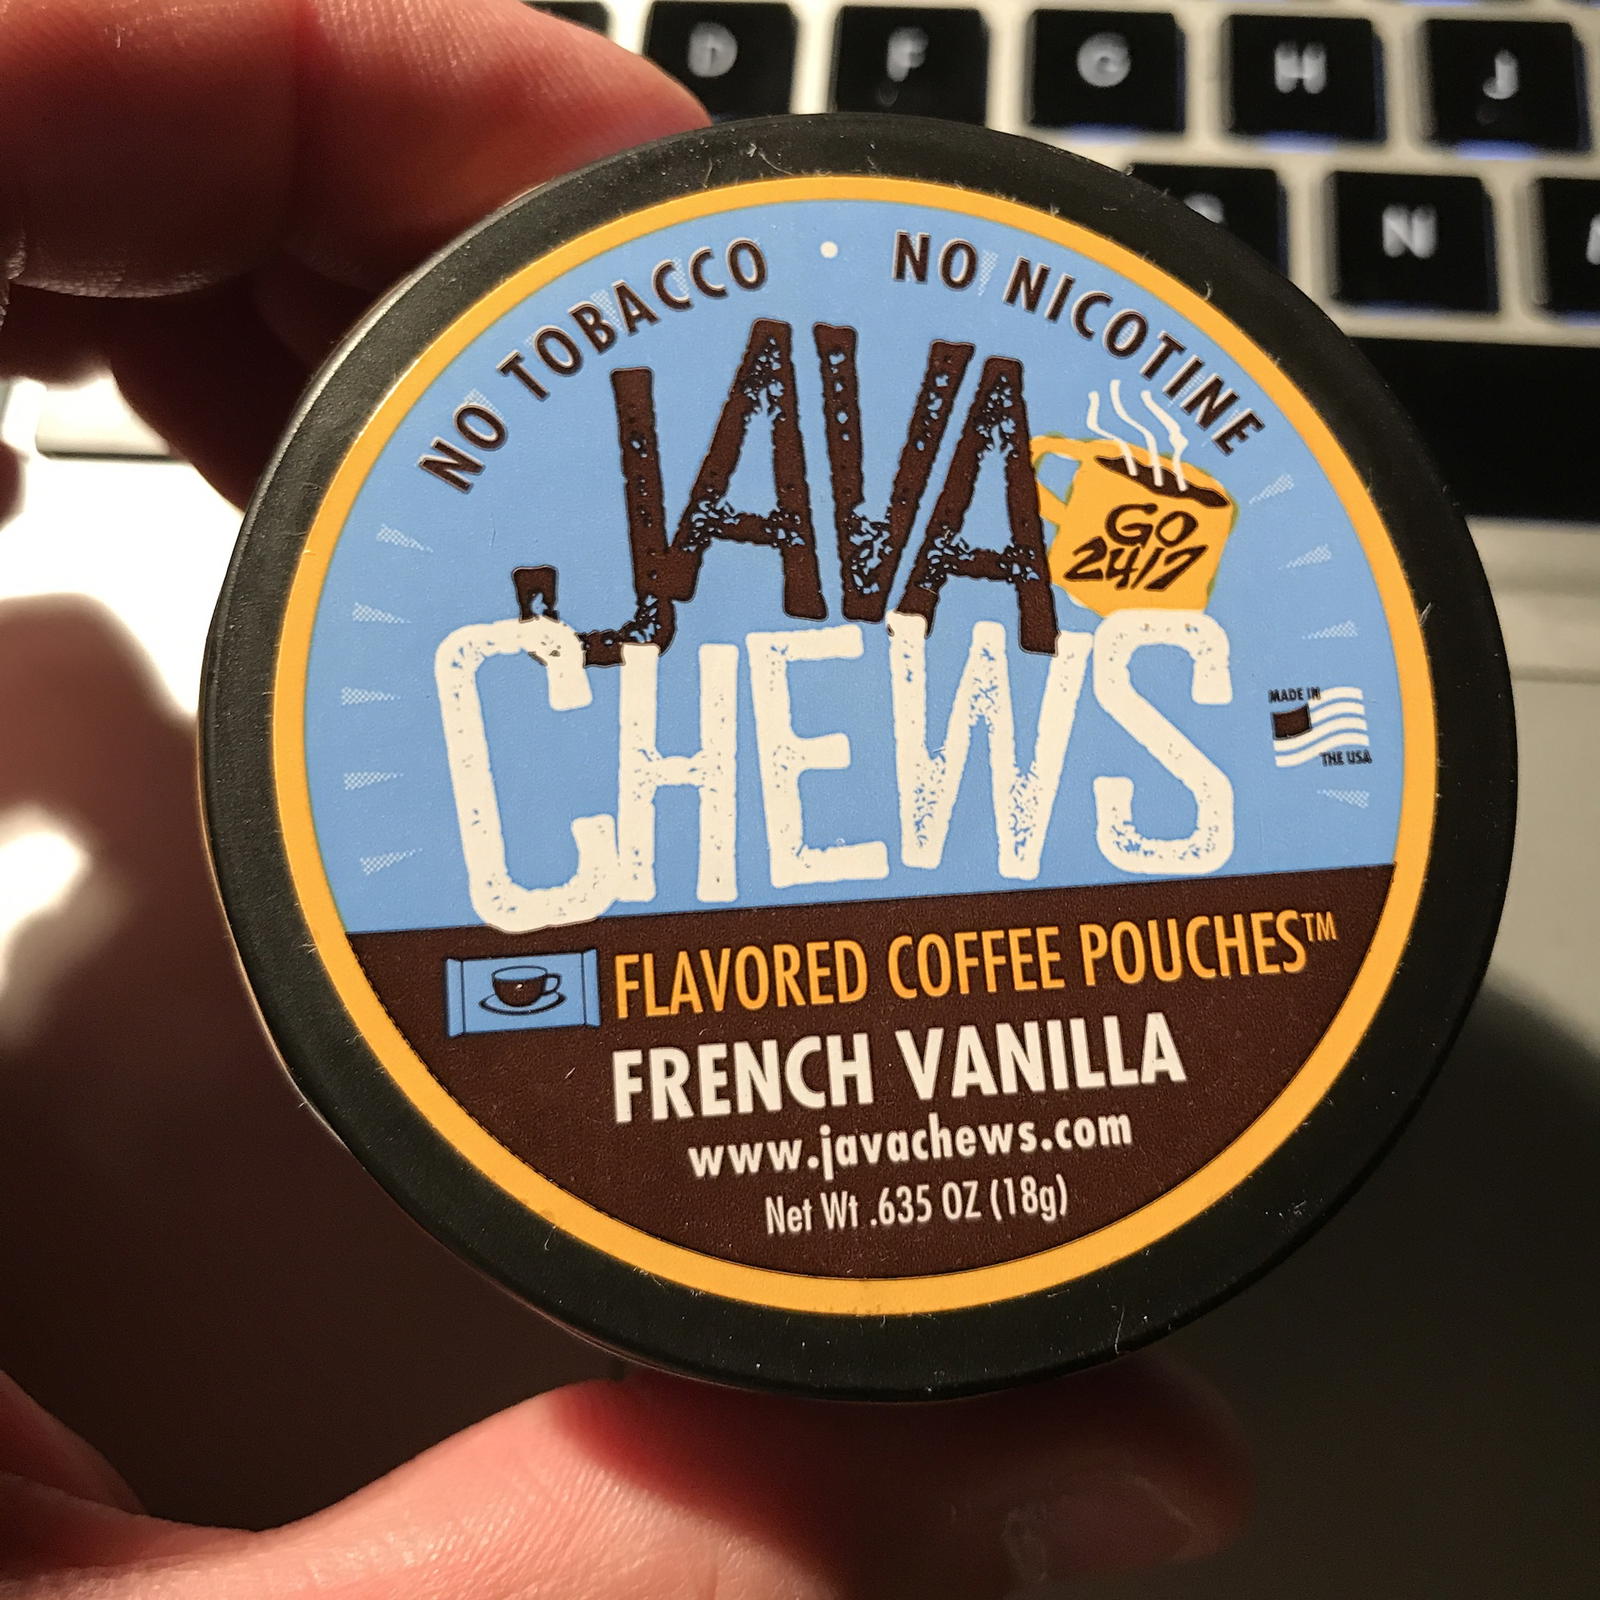 D F G H J
N
NO TOBACCO • NO NICOTINE
JAVA
GO
24/7
CHEWS
MADE IN
THE USA
FLAVORED COFFEE POUCHES™
FRENCH VANILLA
www.javachews.com
Net Wt .635 OZ (18g)